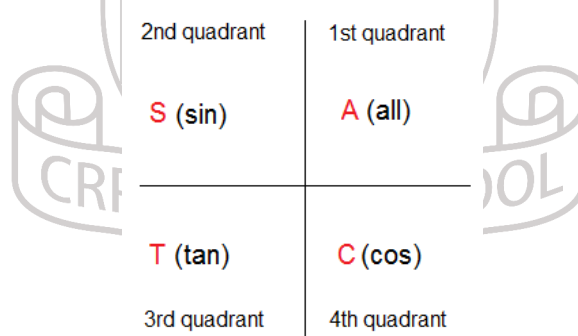 2nd quadrant 1st quadrant
S (sin) A (all)
T (tan) C (cos)
3rd quadrant 4th quadrant